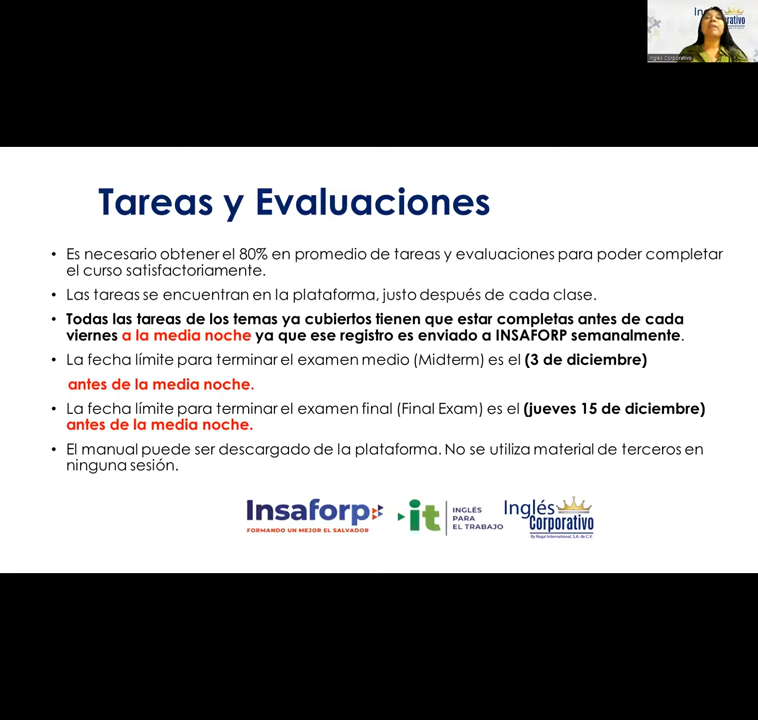 Inglés Corporativo
Tareas y Evaluaciones
• Es necesario obtener el 80% en promedio de tareas y evaluaciones para poder completar
el curso satisfactoriamente.
• Las tareas se encuentran en la plataforma, justo después de cada clase.
• Todas las tareas de los temas ya cubiertos tienen que estar completas antes de cada
viernes a la media noche ya que ese registro es enviado a INSAFORP semanalmente.
• La fecha límite para terminar el examen medio (Midterm) es el (3 de diciembre)
antes de la media noche.
• La fecha límite para terminar el examen final (Final Exam) es el (jueves 15 de diciembre)
antes de la media noche.
• El manual puede ser descargado de la plataforma. No se utiliza material de terceros en
ninguna sesión.
Insaforp
FORMANDO UN MEJOR EL SALVADOR
it
INGLÉS
PARA
EL TRABAJO
Inglés
Corporativo
By Regal International, S.A. de C.V.